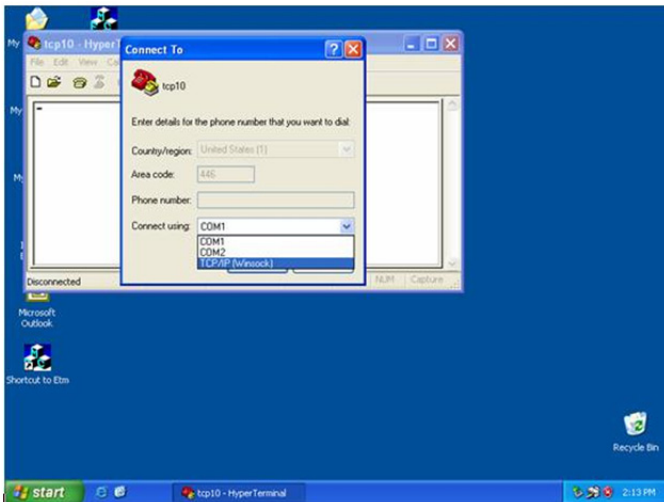 My
tcp10 - HyperT
File Edit View Ca
My
M
Connect To
tcp10
Enter details for the phone number that you want to dial:
Country/region: United States (1)
Area code: 446
Phone number:
Connect using: COM1
COM1
COM2
TCP/IP (Winsock)
Disconnected
NUM Capture
Microsoft
Outlook
Shortcut to Etm
Recycle Bin
start
tcp10 - HyperTerminal
2:13 PM